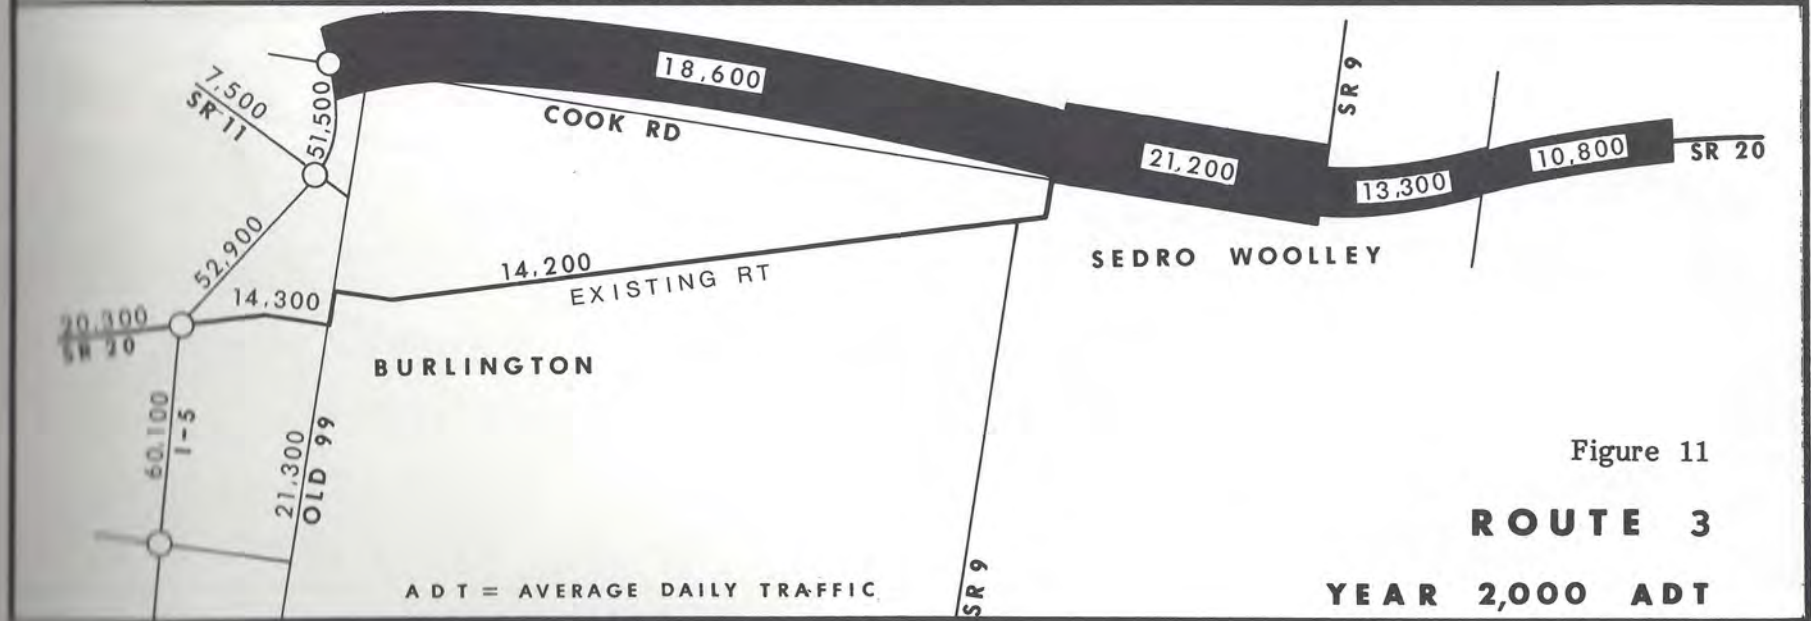 18,600
COOK RD
7,500
SR 11
51,500
52,900
14,300
20,300
SR 20
60,100
I-5
21,300
OLD 99
14,200
EXISTING RT
BURLINGTON
21,200
SR 9
13,300
10,800
SR 20
SEDRO WOOLLEY
SR 9
ADT = AVERAGE DAILY TRAFFIC
Figure 11
ROUTE 3
YEAR 2,000 ADT